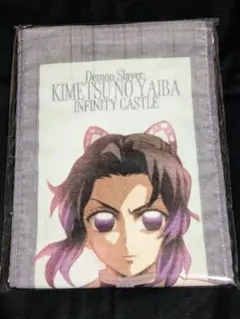 Demon Slayer:
KIMETSU NO YAIBA
INFINITY CASTLE